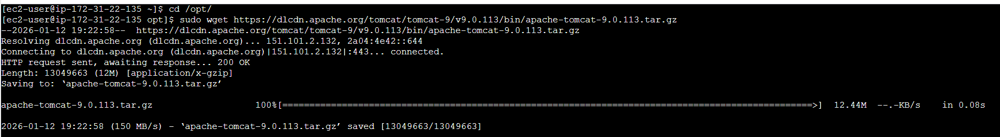 [ec2-user@ip-172-31-22-135 ~]$ cd /opt/
[ec2-user@ip-172-31-22-135 opt]$ sudo wget https://dlcdn.apache.org/tomcat/tomcat-9/v9.0.113/bin/apache-tomcat-9.0.113.tar.gz
--2026-01-12 19:22:58--  https://dlcdn.apache.org/tomcat/tomcat-9/v9.0.113/bin/apache-tomcat-9.0.113.tar.gz
Resolving dlcdn.apache.org (dlcdn.apache.org)... 151.101.2.132, 2a04:4e42::644
Connecting to dlcdn.apache.org (dlcdn.apache.org)|151.101.2.132|:443... connected.
HTTP request sent, awaiting response... 200 OK
Length: 13049663 (12M) [application/x-gzip]
Saving to: ‘apache-tomcat-9.0.113.tar.gz’
apache-tomcat-9.0.113.tar.gz 100%[==================================================================================================>] 12.44M --.-KB/s in 0.08s
2026-01-12 19:22:58 (150 MB/s) - ‘apache-tomcat-9.0.113.tar.gz’ saved [13049663/13049663]